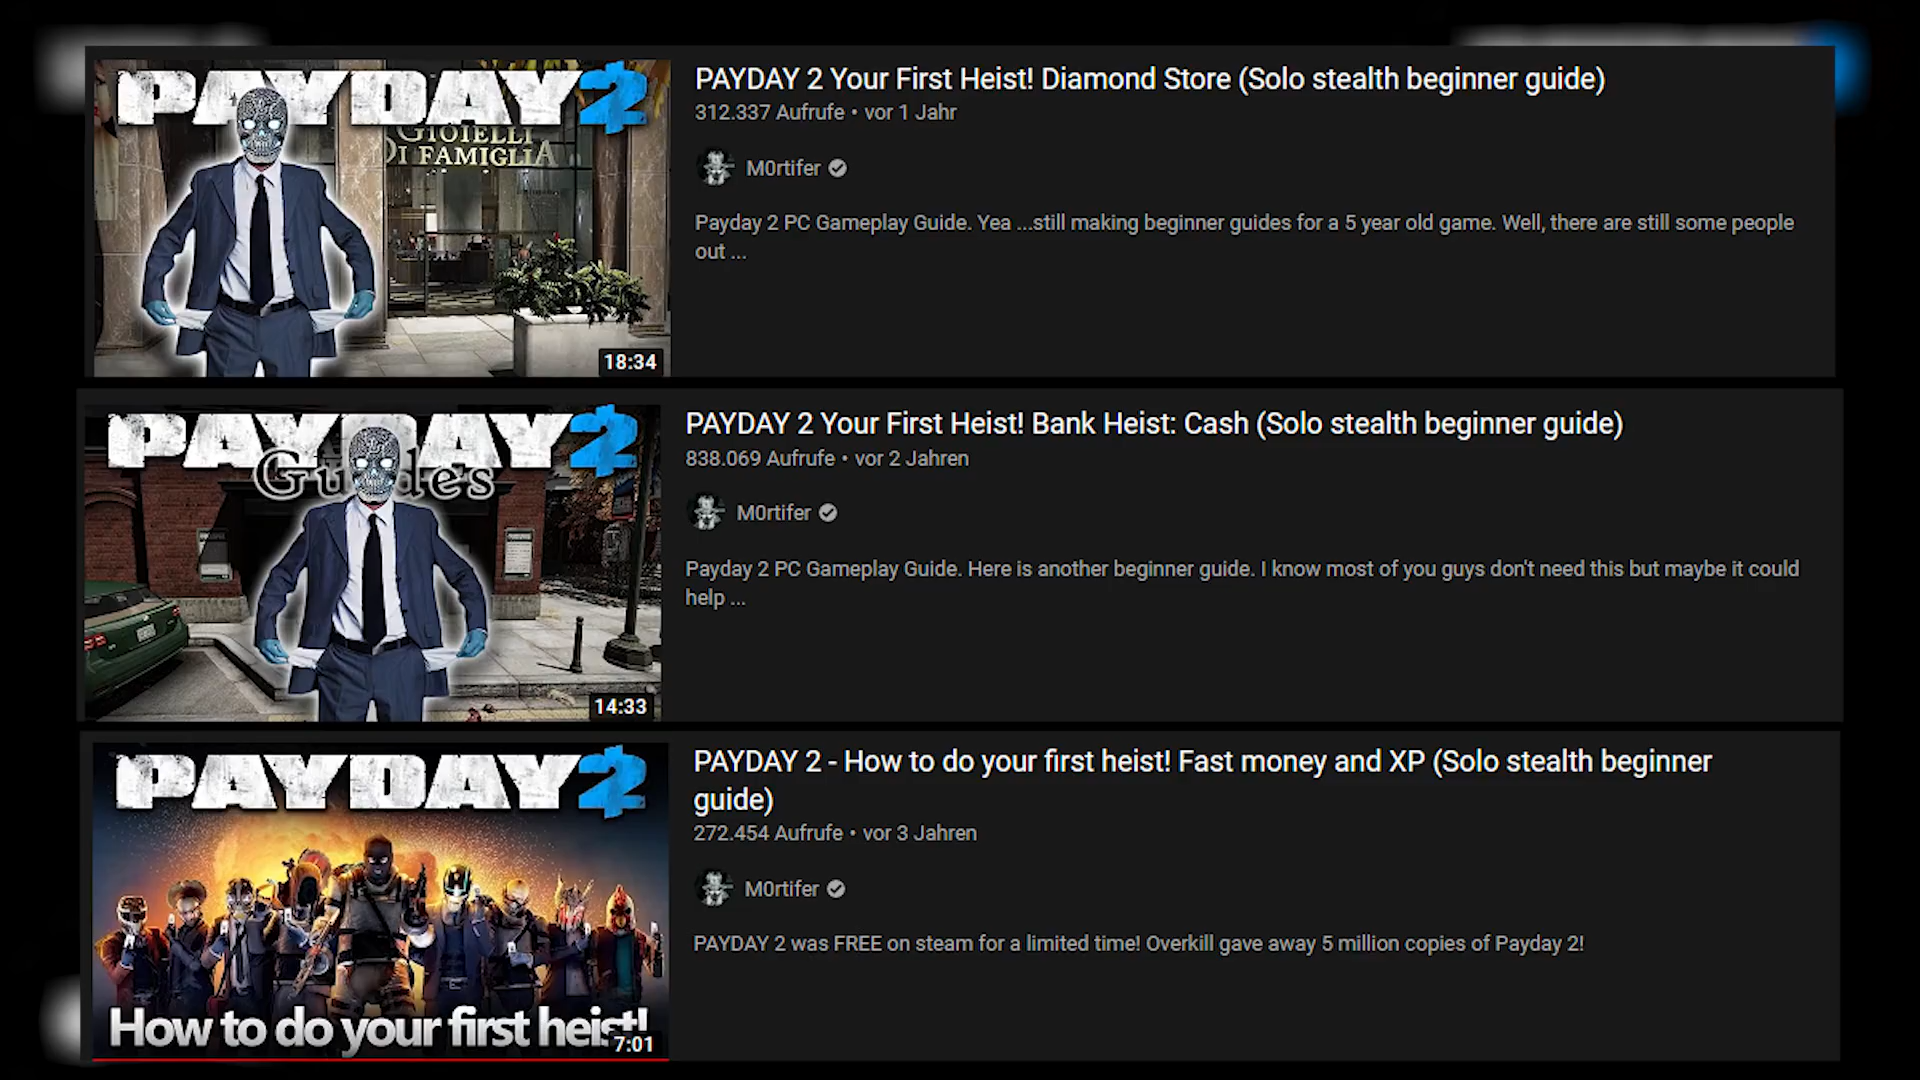 PAYDAY 2
GIOIELLI
DI FAMIGLIA
18:34
PAYDAY 2 Your First Heist! Diamond Store (Solo stealth beginner guide)
312.337 Aufrufe • vor 1 Jahr
M0rtifer
Payday 2 PC Gameplay Guide. Yea ...still making beginner guides for a 5 year old game. Well, there are still some people
out ...
PAYDAY 2
Guides
14:33
PAYDAY 2 Your First Heist! Bank Heist: Cash (Solo stealth beginner guide)
838.069 Aufrufe • vor 2 Jahren
M0rtifer
Payday 2 PC Gameplay Guide. Here is another beginner guide. I know most of you guys don't need this but maybe it could
help ...
PAYDAY 2
How to do your first heist!
7:01
PAYDAY 2 - How to do your first heist! Fast money and XP (Solo stealth beginner
guide)
272.454 Aufrufe • vor 3 Jahren
M0rtifer
PAYDAY 2 was FREE on steam for a limited time! Overkill gave away 5 million copies of Payday 2!